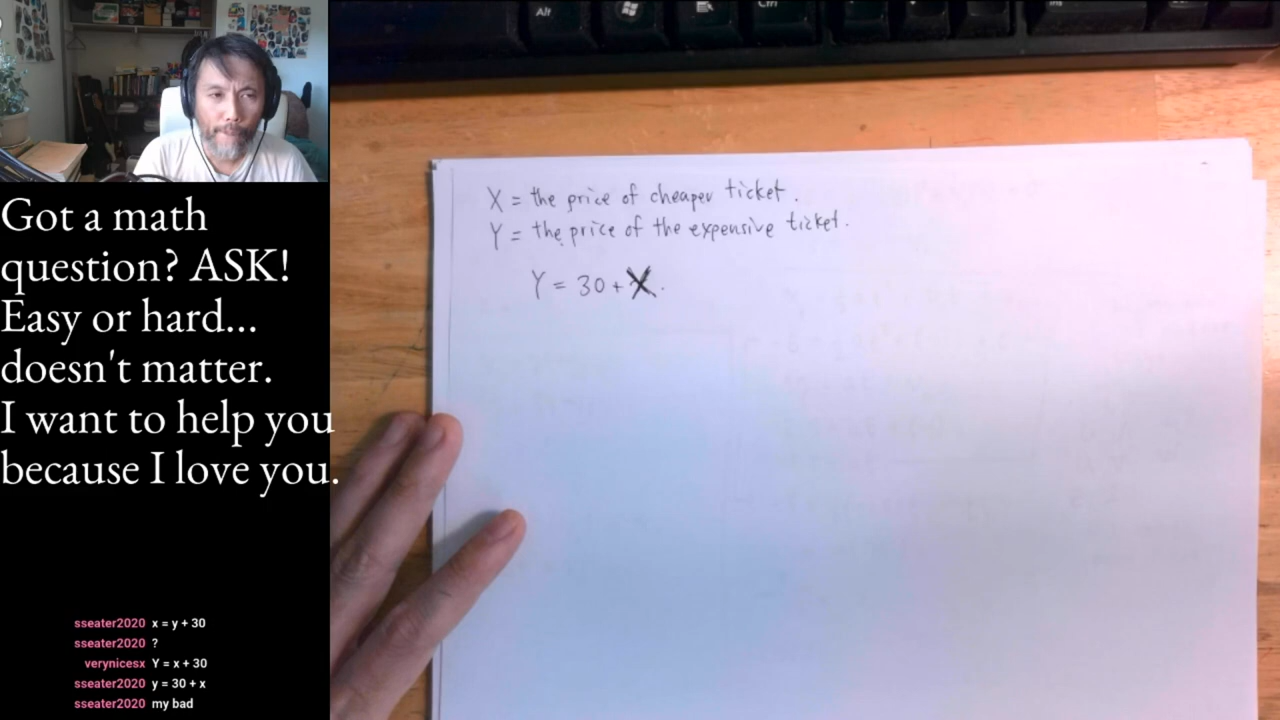 Alt
Ctrl
Got a math
question? ASK!
Easy or hard...
doesn't matter.
I want to help you
because I love you.
X = the price of cheaper ticket.
Y = the price of the expensive ticket.
Y = 30 + X.
sseater2020 x = y + 30
sseater2020 ?
verynicesx Y = x + 30
sseater2020 y = 30 + x
sseater2020 my bad